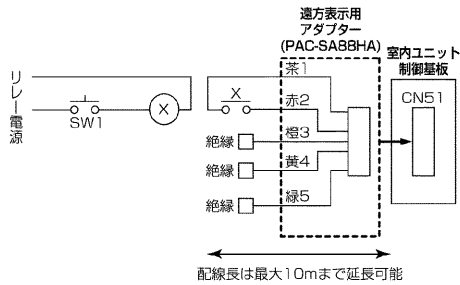 遠方表示用
アダプター
(PAC-SA88HA)
室内ユニット
制御基板
リレー電源
SW1
X
X
茶1
赤2
絶縁
橙3
絶縁
黄4
絶縁
緑5
CN51
配線長は最大10mまで延長可能